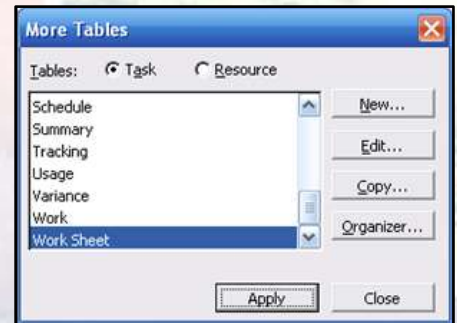 More Tables
Tables: Task Resource
Schedule
Summary
Tracking
Usage
Variance
Work
Work Sheet
New...
Edit...
Copy...
Organizer...
Apply Close